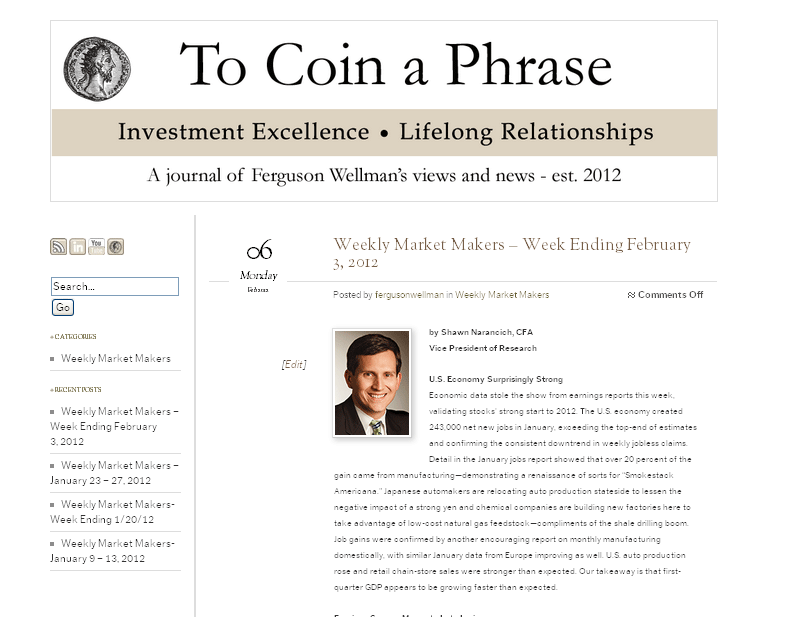 To Coin a Phrase
Investment Excellence • Lifelong Relationships
A journal of Ferguson Wellman's views and news - est. 2012
You
Search...
Go
CATEGORIES
Weekly Market Makers
RECENT POSTS
Weekly Market Makers –
Week Ending February
3, 2012
Weekly Market Makers –
January 23 – 27, 2012
Weekly Market Makers-
Week Ending 1/20/12
Weekly Market Makers-
January 9 – 13, 2012
06
Monday
Weekly Market Makers – Week Ending February
3, 2012
Posted by fergusonwellman in Weekly Market Makers
Comments Off
[Edit]
by Shawn Narancich, CFA
Vice President of Research
U.S. Economy Surprisingly Strong
Economic data stole the show from earnings reports this week,
validating stocks' strong start to 2012. The U.S. economy created
243,000 net new jobs in January, exceeding the top-end of estimates
and confirming the consistent downtrend in weekly jobless claims.
Detail in the January jobs report showed that over 20 percent of the
gain came from manufacturing—demonstrating a renaissance of sorts for "Smokestack
Americana." Japanese automakers are relocating auto production stateside to lessen the
negative impact of a strong yen and chemical companies are building new factories here to
take advantage of low-cost natural gas feedstock—compliments of the shale drilling boom.
Job gains were confirmed by another encouraging report on monthly manufacturing
domestically, with similar January data from Europe improving as well. U.S. auto production
rose and retail chain-store sales were stronger than expected. Our takeaway is that first-
quarter GDP appears to be growing faster than expected.